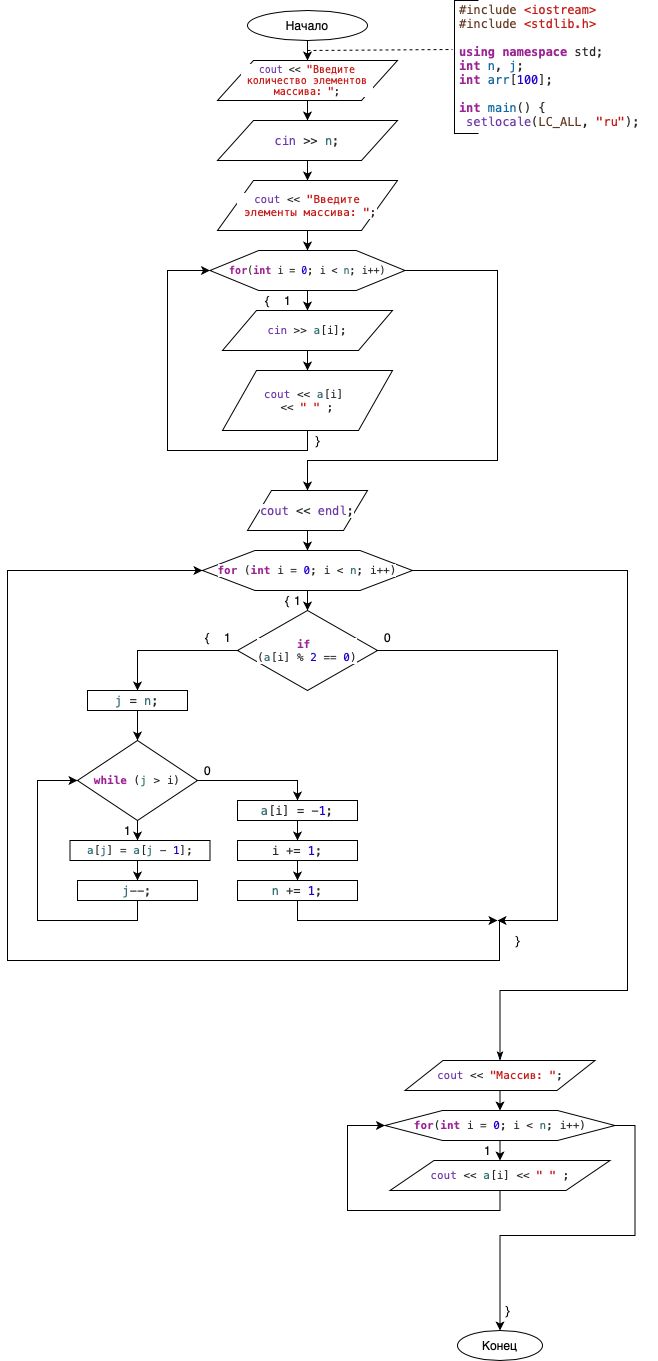 Начало
#include <iostream>
#include <stdlib.h>
using namespace std;
int n, j;
int arr[100];
int main() {
setlocale(LC_ALL, "ru");
cout << "Введите
количество элементов
массива: ";
cin >> n;
cout << "Введите
элементы массива: ";
for(int i = 0; i < n; i++)
{ 1
cin >> a[i];
cout << a[i]
<< " " ;
}
cout << endl;
for (int i = 0; i < n; i++)
{ 1
if
(a[i] % 2 == 0)
{ 1
0
j = n;
while (j > i)
0
1
a[i] = -1;
a[j] = a[j - 1];
i += 1;
j--;
n += 1;
}
cout << "Массив: ";
for(int i = 0; i < n; i++)
1
cout << a[i] << " " ;
}
Конец